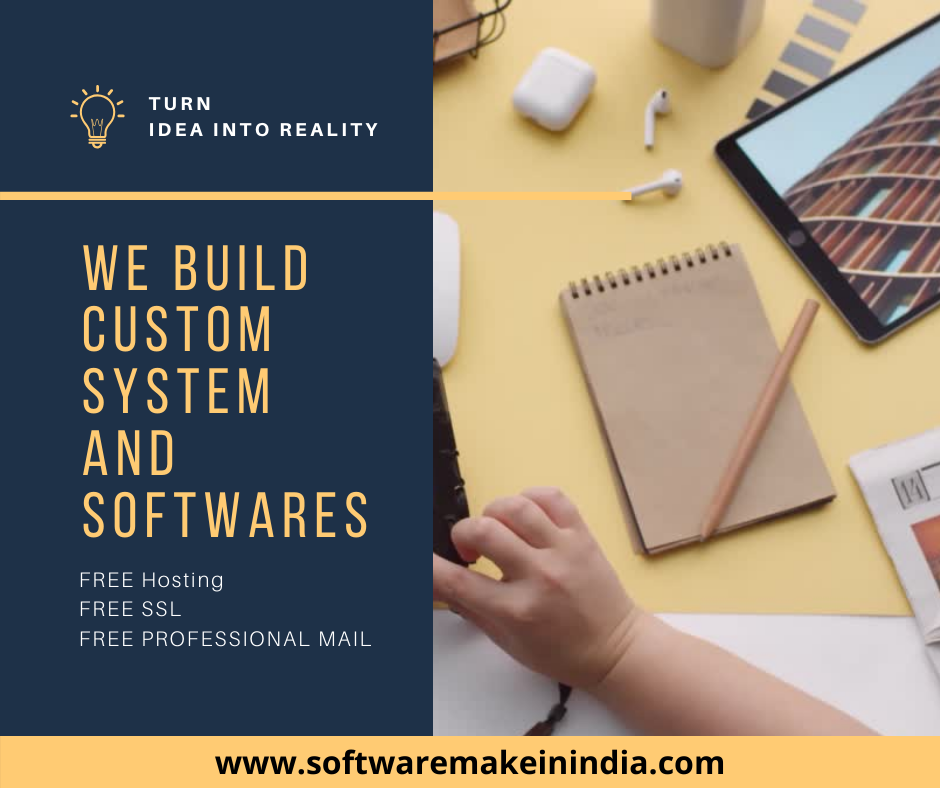 TURN
IDEA INTO REALITY
WE BUILD
CUSTOM
SYSTEM
AND
SOFTWARES
FREE Hosting
FREE SSL
FREE PROFESSIONAL MAIL
14
www.softwaremakeinindia.com